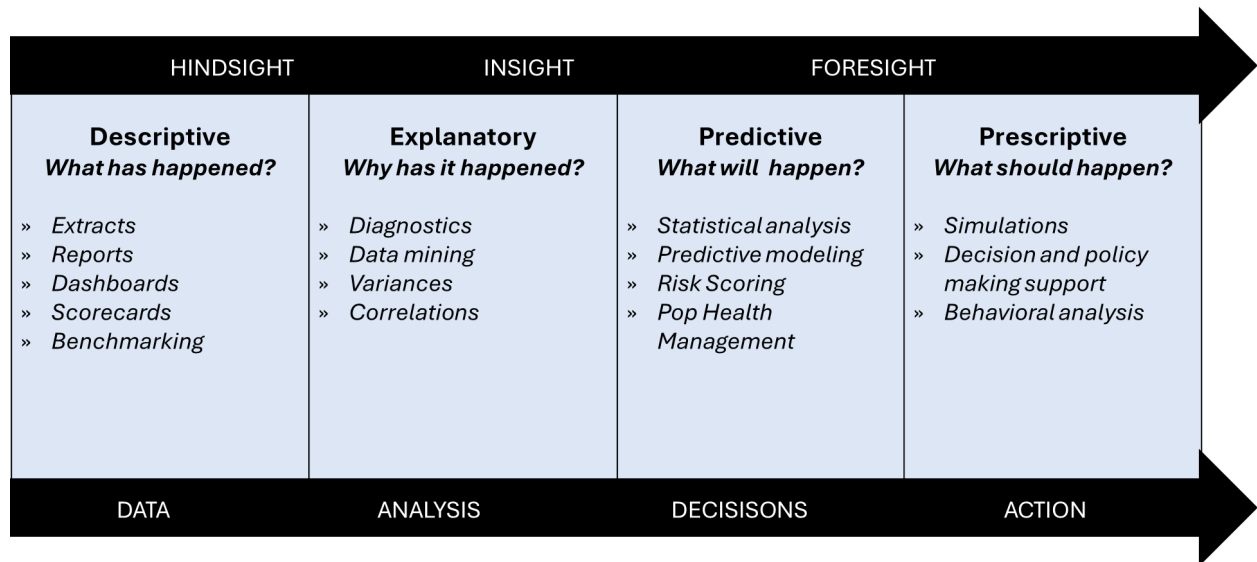 HINDSIGHT INSIGHT FORESIGHT
Descriptive
What has happened?
» Extracts
» Reports
» Dashboards
» Scorecards
» Benchmarking
Explanatory
Why has it happened?
» Diagnostics
» Data mining
» Variances
» Correlations
Predictive
What will happen?
» Statistical analysis
» Predictive modeling
» Risk Scoring
» Pop Health
Management
Prescriptive
What should happen?
» Simulations
» Decision and policy
making support
» Behavioral analysis
DATA ANALYSIS DECISISONS ACTION